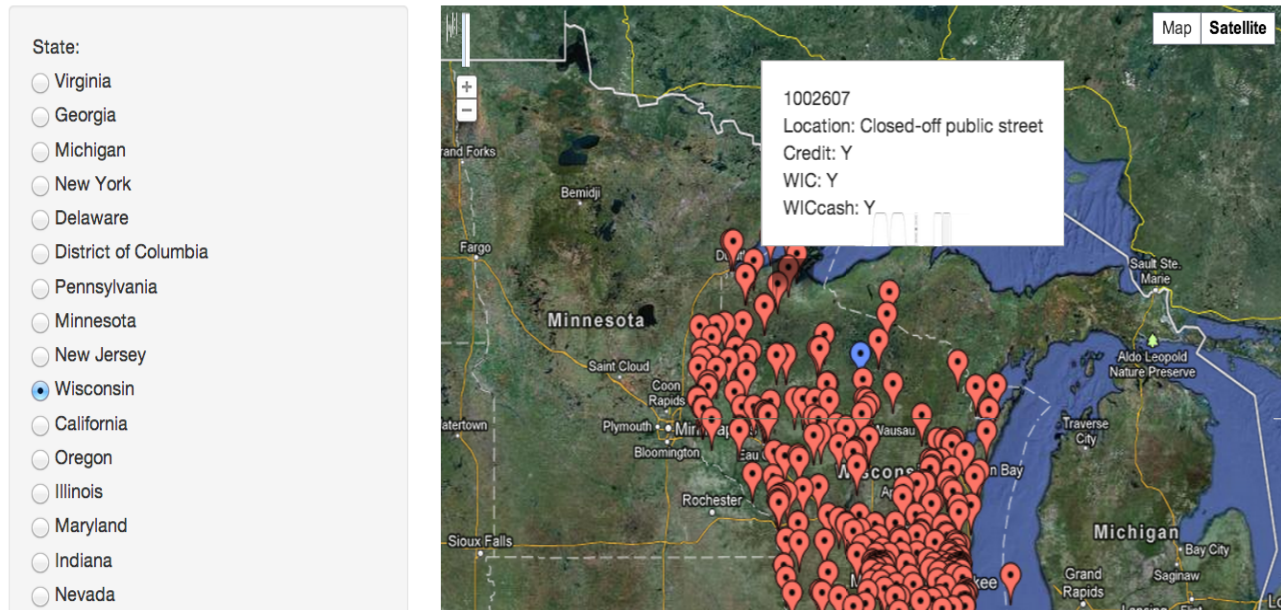 State:
Virginia
Georgia
Michigan
New York
Delaware
District of Columbia
Pennsylvania
Minnesota
New Jersey
Wisconsin
California
Oregon
Illinois
Maryland
Indiana
Nevada
Map
Satellite
+
−
1002607
Location: Closed-off public street
Credit: Y
WIC: Y
WICcash: Y
rand Forks
Bemidji
Fargo
Sault Ste.
Marie
Minnesota
Aldo Leopold
Nature Preserve
Saint Cloud
Coon
Rapids
Plymouth
Bloomington
Wausau
Traverse
City
atertown
Rochester
Michigan
Sioux Falls
Bay City
Saginaw
Grand
Rapids